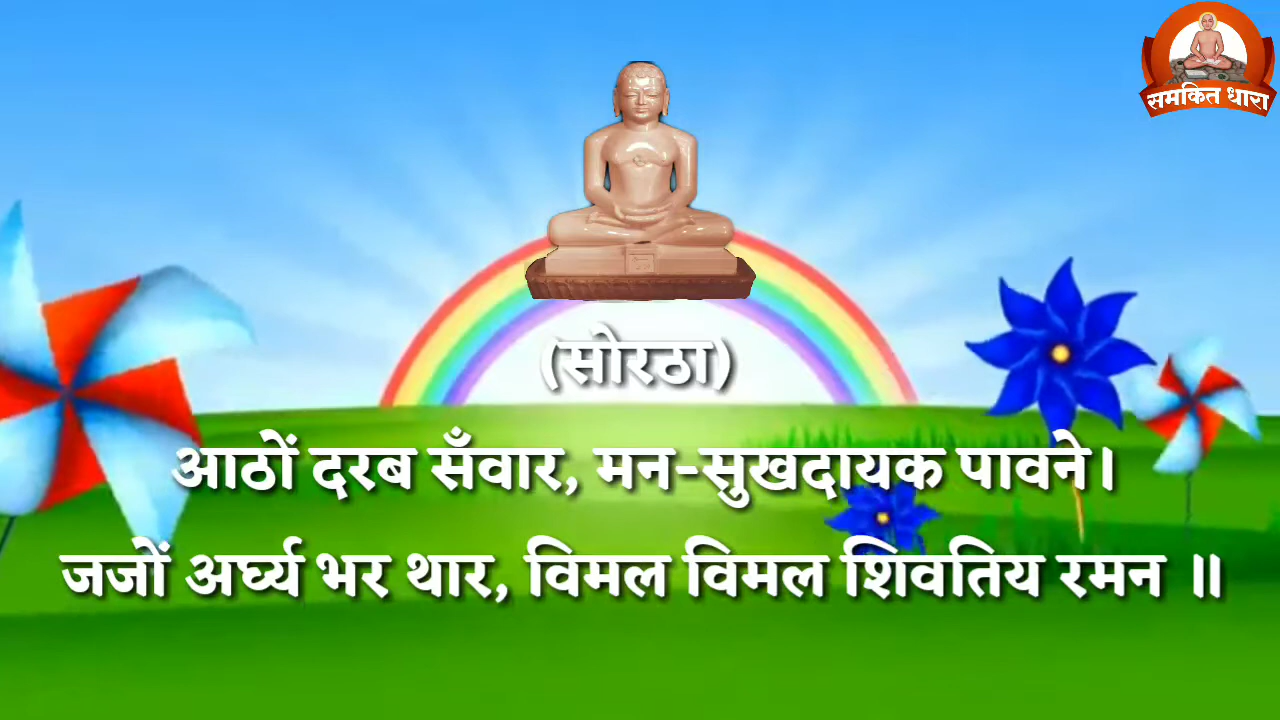 समकित धारा
(सोरठा)
आठों दरब सँवार, मन-सुखदायक पावने।
जजों अर्घ्य भर थार, विमल विमल शिवतिय रमन ॥